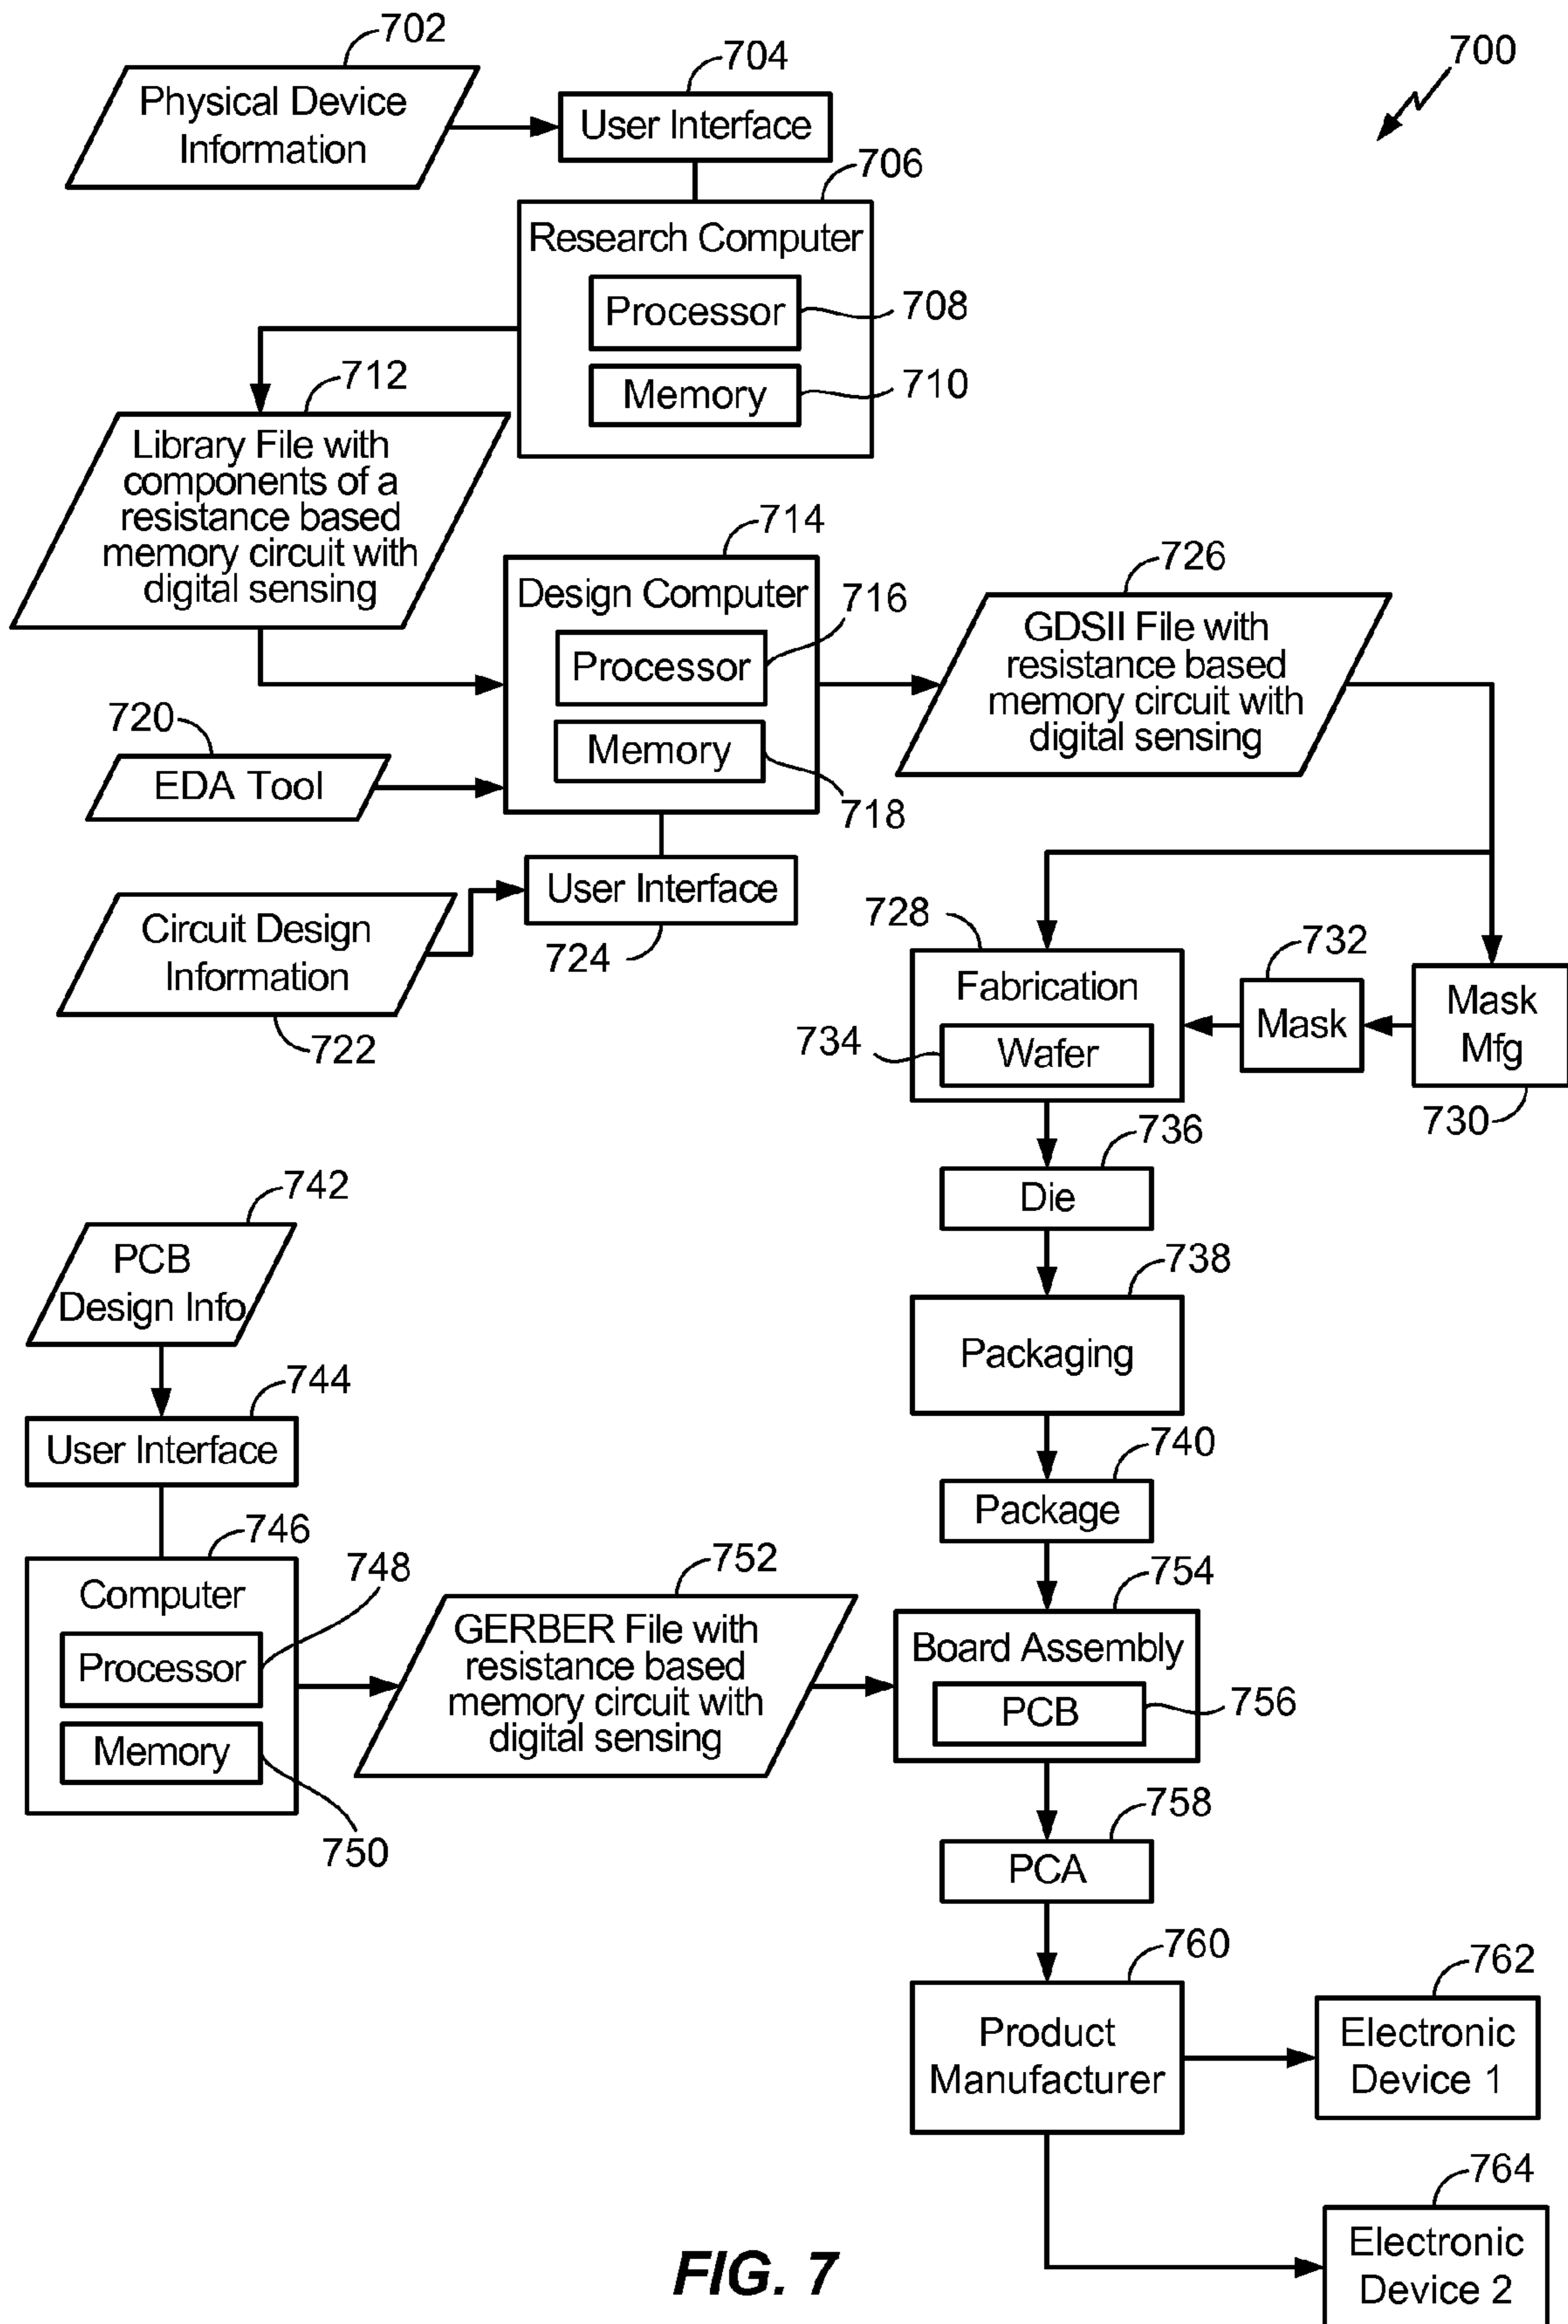 702
Physical Device
Information
704
User Interface
700
706
Research Computer
Processor
708
Memory
710
712
Library File with
components of a
resistance based
memory circuit with
digital sensing
714
Design Computer
716
Processor
Memory
718
720
EDA Tool
726
GDSII File with
resistance based
memory circuit with
digital sensing
User Interface
724
Circuit Design
Information
722
728
Fabrication
734
Wafer
732
Mask
Mask
Mfg
730
736
Die
738
Packaging
740
Package
742
PCB
Design Info
744
User Interface
746
Computer
748
Processor
Memory
750
752
GERBER File with
resistance based
memory circuit with
digital sensing
754
Board Assembly
PCB
756
758
PCA
760
Product
Manufacturer
762
Electronic
Device 1
764
Electronic
Device 2
FIG. 7